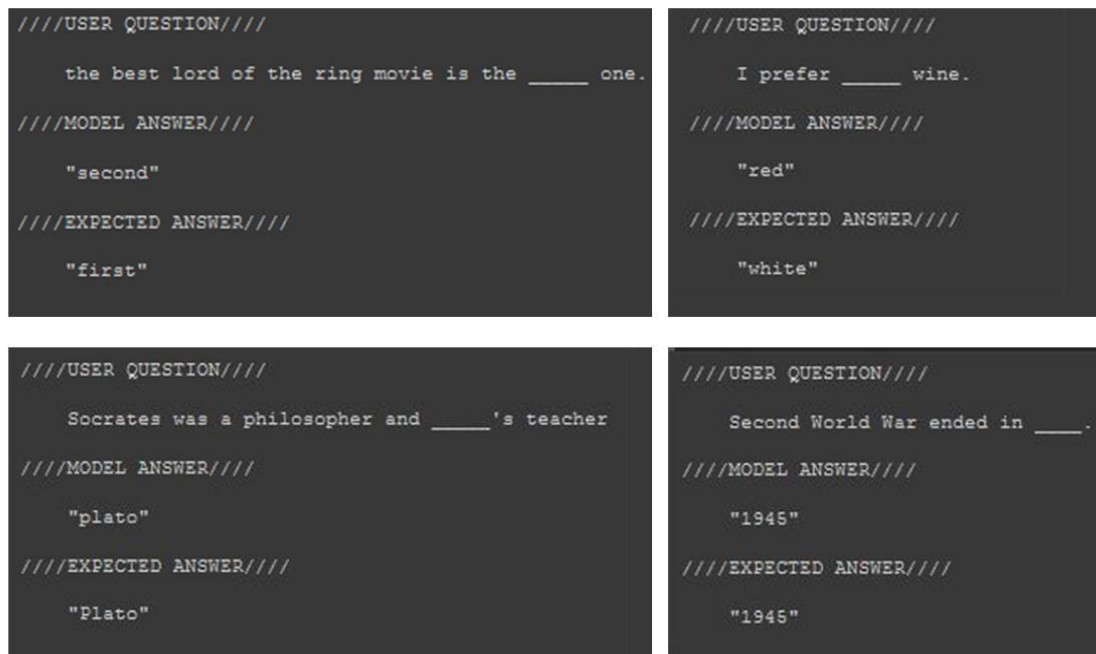 ////USER QUESTION////
the best lord of the ring movie is the _____ one.
////MODEL ANSWER////
"second"
////EXPECTED ANSWER////
"first"
////USER QUESTION////
I prefer _____ wine.
////MODEL ANSWER////
"red"
////EXPECTED ANSWER////
"white"
////USER QUESTION////
Socrates was a philosopher and _____'s teacher
////MODEL ANSWER////
"plato"
////EXPECTED ANSWER////
"Plato"
////USER QUESTION////
Second World War ended in ____.
////MODEL ANSWER////
"1945"
////EXPECTED ANSWER////
"1945"